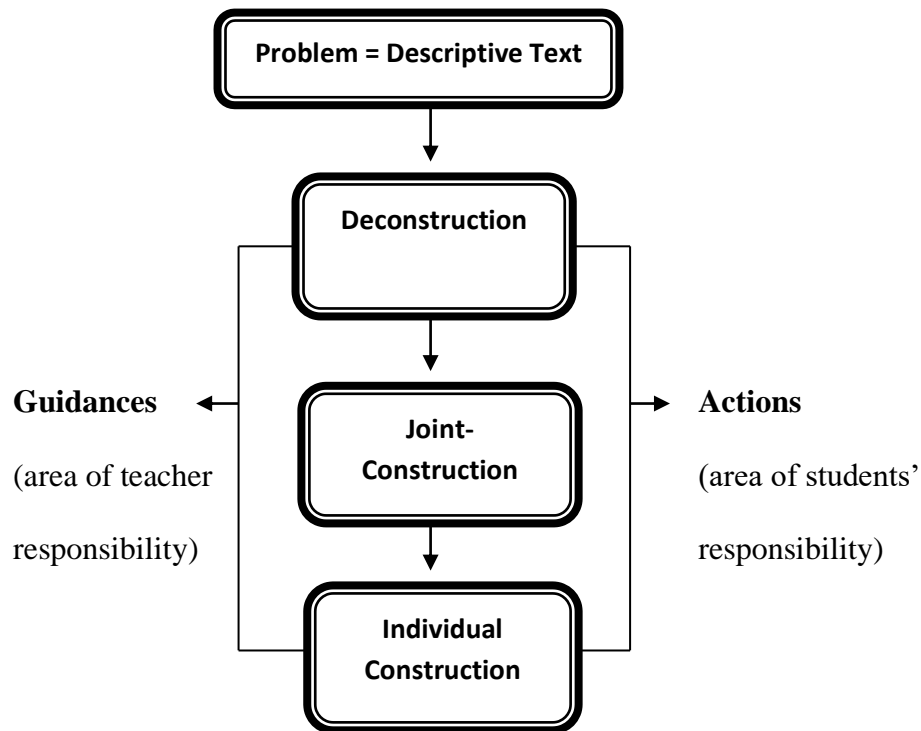 Problem = Descriptive Text
Deconstruction
Guidances
(area of teacher
responsibility)
Joint-
Construction
Actions
(area of students’
responsibility)
Individual
Construction